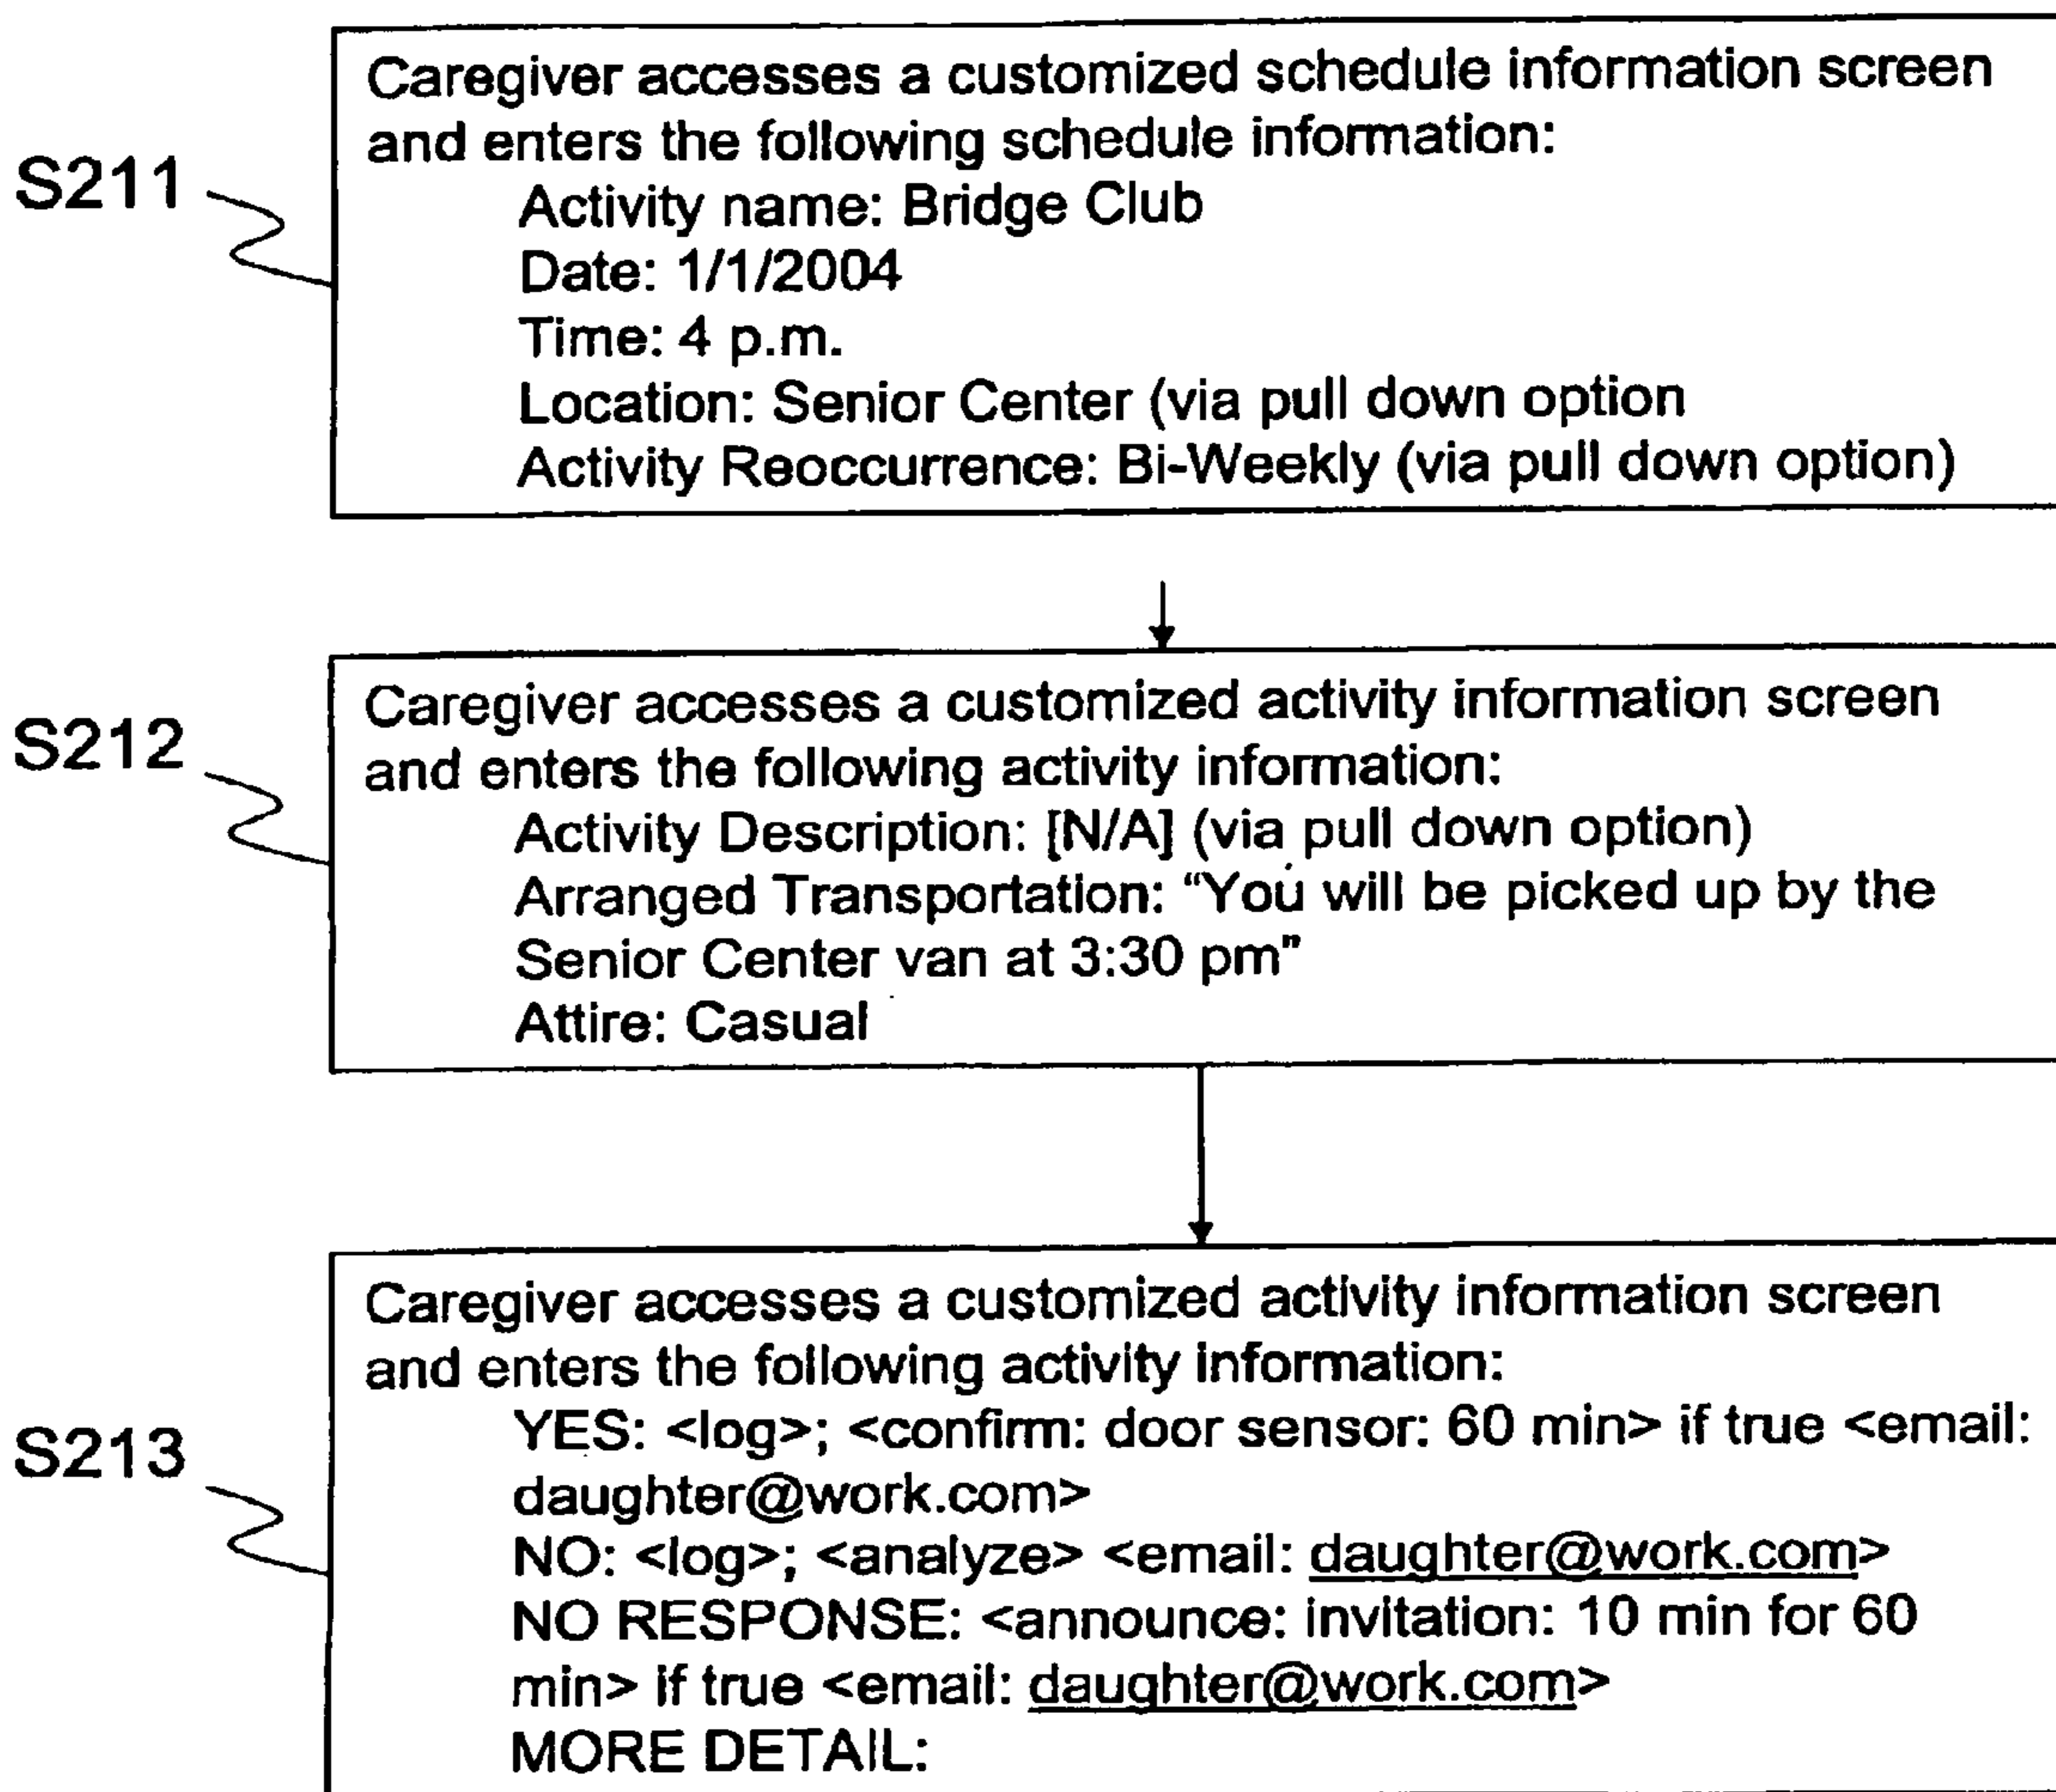 Caregiver accesses a customized schedule information screen
and enters the following schedule information:
S211
Activity name: Bridge Club
Date: 1/1/2004
Time: 4 p.m.
Location: Senior Center (via pull down option
Activity Reoccurrence: Bi-Weekly (via pull down option)
Caregiver accesses a customized activity information screen
S212
and enters the following activity information:
Activity Description: [N/A] (via pull down option)
Arranged Transportation: “You will be picked up by the
Senior Center van at 3:30 pm”
Attire: Casual
Caregiver accesses a customized activity information screen
and enters the following activity information:
S213
YES: <log>; <confirm: door sensor: 60 min> if true <email:
daughter@work.com>
NO: <log>; <analyze> <email: daughter@work.com>
NO RESPONSE: <announce: invitation: 10 min for 60
min> if true <email: daughter@work.com>
MORE DETAIL: